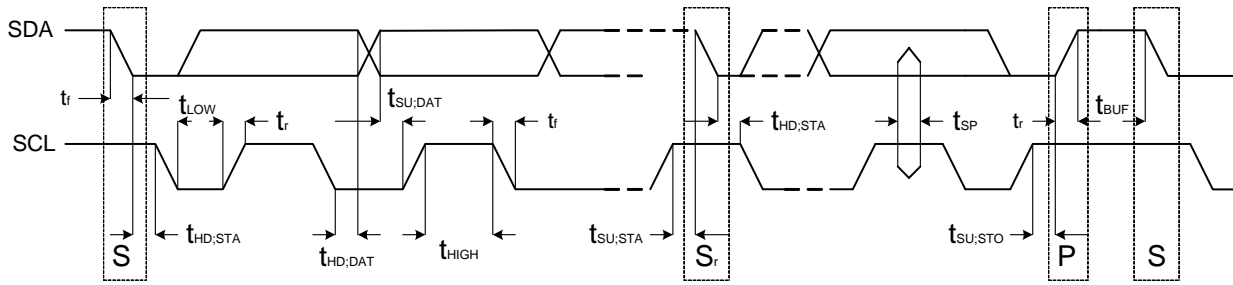 SDA
tf
tLOW
tr
tSU;DAT
tf
tHD;STA
tSP
tr
tBUF
SCL
tHD;STA
tHD;DAT
tHIGH
tSU;STA
tSU;STO
S
Sr
P
S